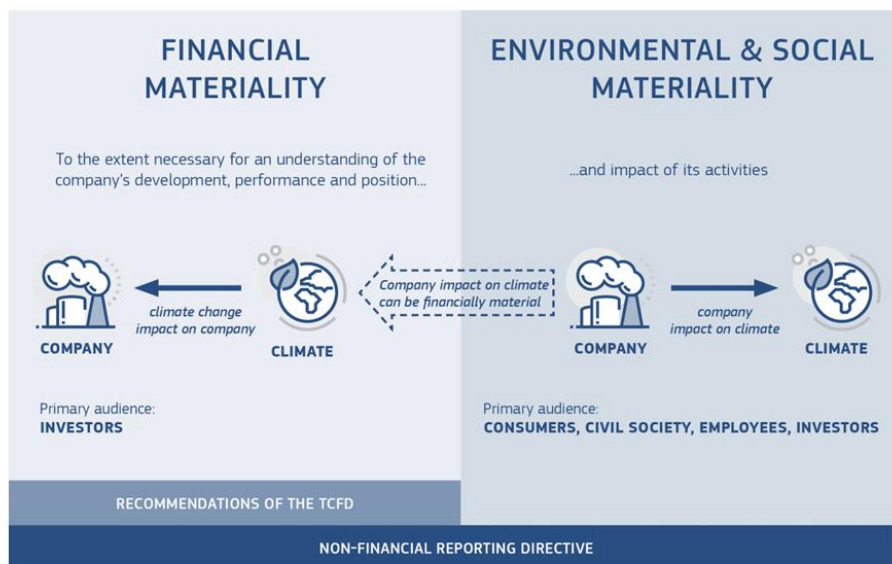 FINANCIAL
MATERIALITY
To the extent necessary for an understanding of the
company's development, performance and position...
COMPANY
climate change
impact on company
CLIMATE
Primary audience:
INVESTORS
RECOMMENDATIONS OF THE TCFD
Company impact on climate
can be financially material
ENVIRONMENTAL & SOCIAL
MATERIALITY
...and impact of its activities
COMPANY
company
impact on climate
CLIMATE
Primary audience:
CONSUMERS, CIVIL SOCIETY, EMPLOYEES, INVESTORS
NON-FINANCIAL REPORTING DIRECTIVE